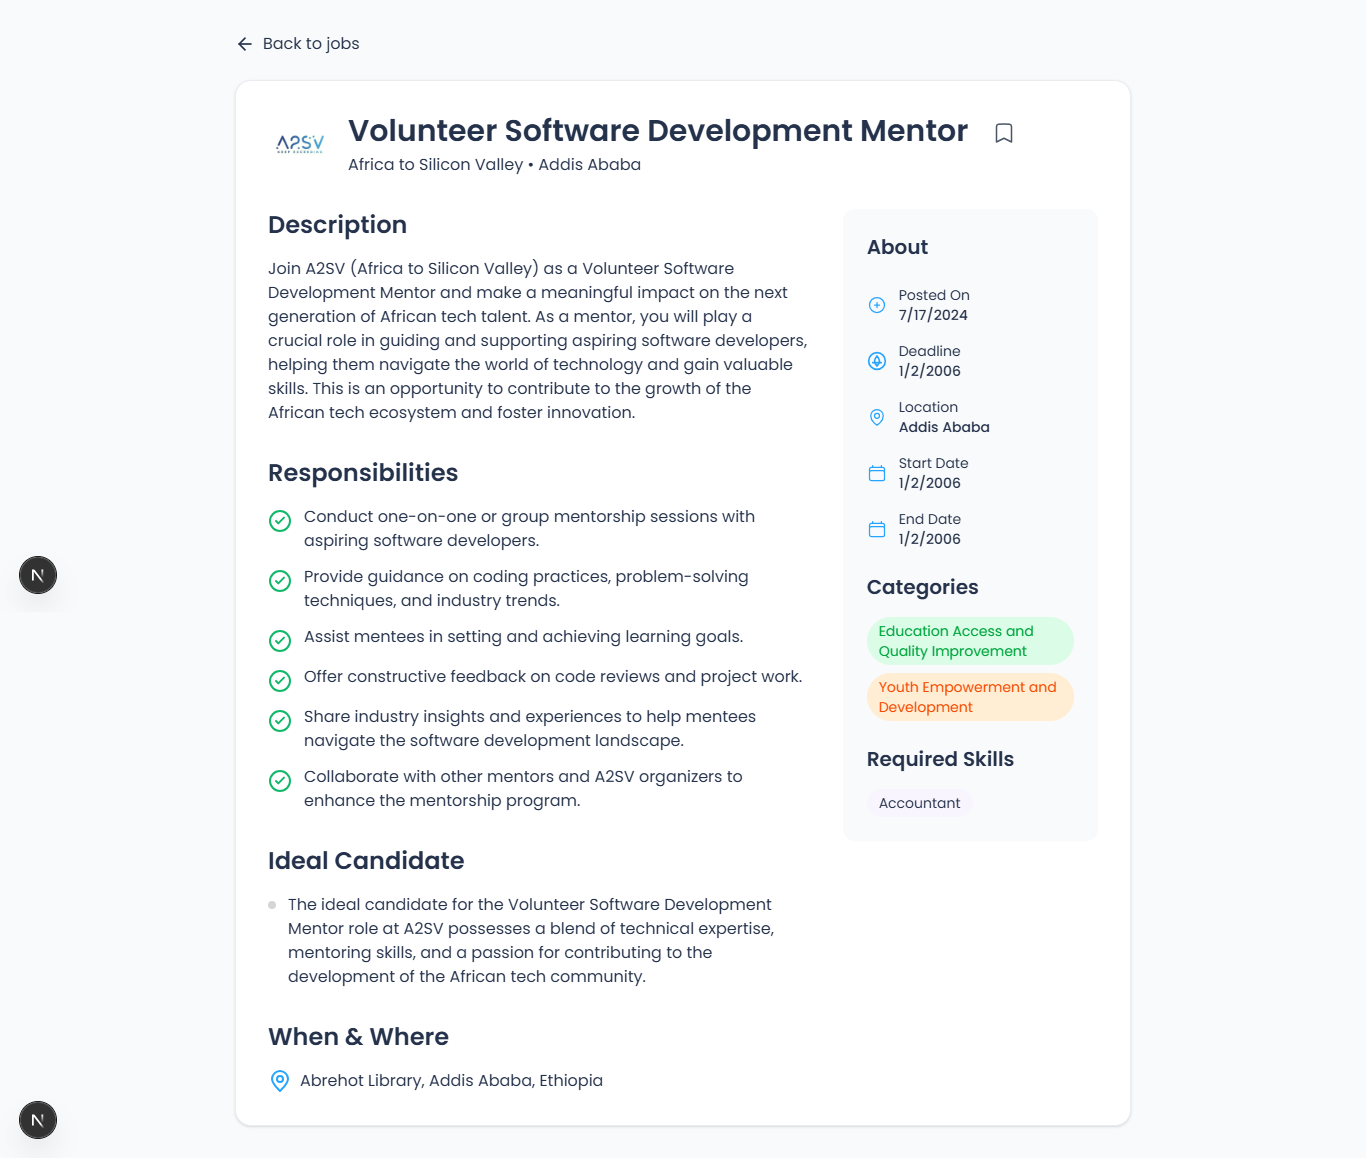 Back to jobs
A2SV
Volunteer Software Development Mentor
Africa to Silicon Valley • Addis Ababa
Description
Join A2SV (Africa to Silicon Valley) as a Volunteer Software
Development Mentor and make a meaningful impact on the next
generation of African tech talent. As a mentor, you will play a
crucial role in guiding and supporting aspiring software developers,
helping them navigate the world of technology and gain valuable
skills. This is an opportunity to contribute to the growth of the
African tech ecosystem and foster innovation.
Responsibilities
Conduct one-on-one or group mentorship sessions with
aspiring software developers.
Provide guidance on coding practices, problem-solving
techniques, and industry trends.
Assist mentees in setting and achieving learning goals.
Offer constructive feedback on code reviews and project work.
Share industry insights and experiences to help mentees
navigate the software development landscape.
Collaborate with other mentors and A2SV organizers to
enhance the mentorship program.
Ideal Candidate
The ideal candidate for the Volunteer Software Development
Mentor role at A2SV possesses a blend of technical expertise,
mentoring skills, and a passion for contributing to the
development of the African tech community.
When & Where
Abrehot Library, Addis Ababa, Ethiopia
About
Posted On
7/17/2024
Deadline
1/2/2006
Location
Addis Ababa
Start Date
1/2/2006
End Date
1/2/2006
Categories
Education Access and
Quality Improvement
Youth Empowerment and
Development
Required Skills
Accountant
N
N